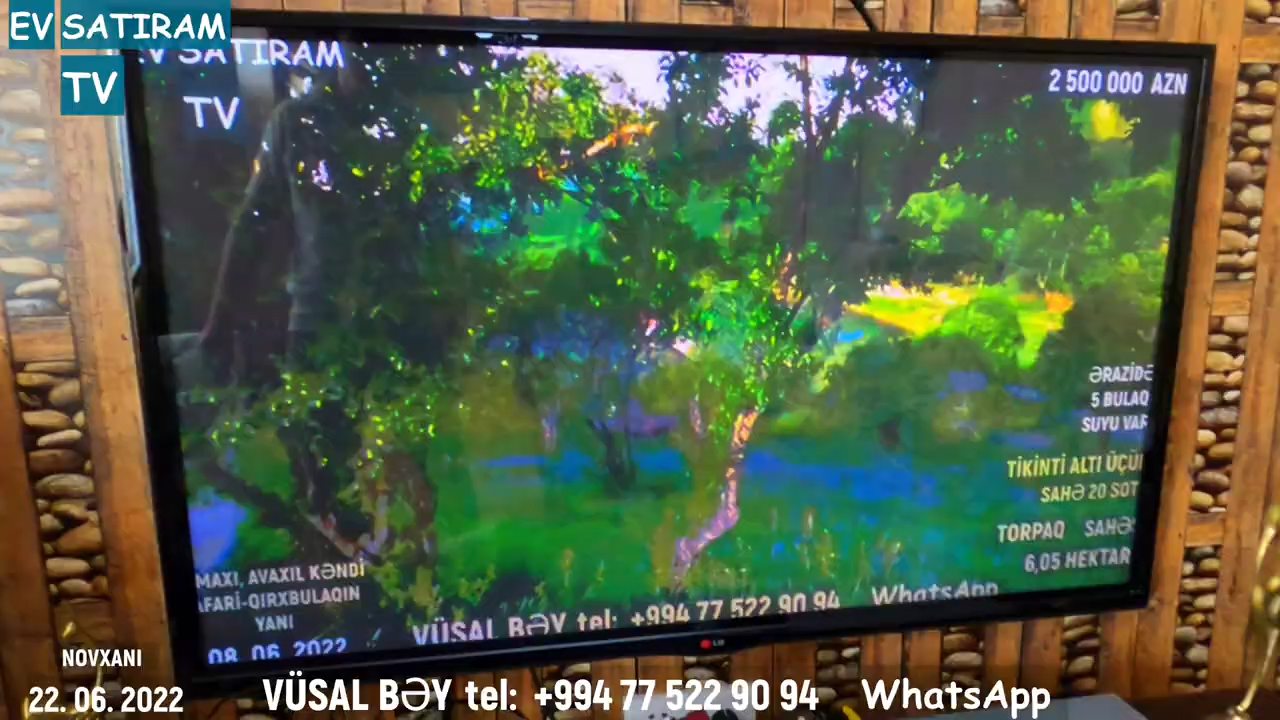 EV SATIRAM
TV
EV SATIRAM
TV
2 500 000 AZN
ƏRAZİDƏ
5 BULAQ
SUYU VAR
TİKİNTİ ALTI ÜÇÜN
SAHƏ 20 SOT
TORPAQ SAHƏS
6,05 HEKTAR
MAXI, AVAXIL KƏNDİ
AFARİ-QIRXBULAQIN
YANI
08 06 2022
VÜSAL BƏY tel: +994 77 522 90 94 WhatsApp
LG
NOVXANI
22. 06. 2022
VÜSAL BƏY tel: +994 77 522 90 94 WhatsApp